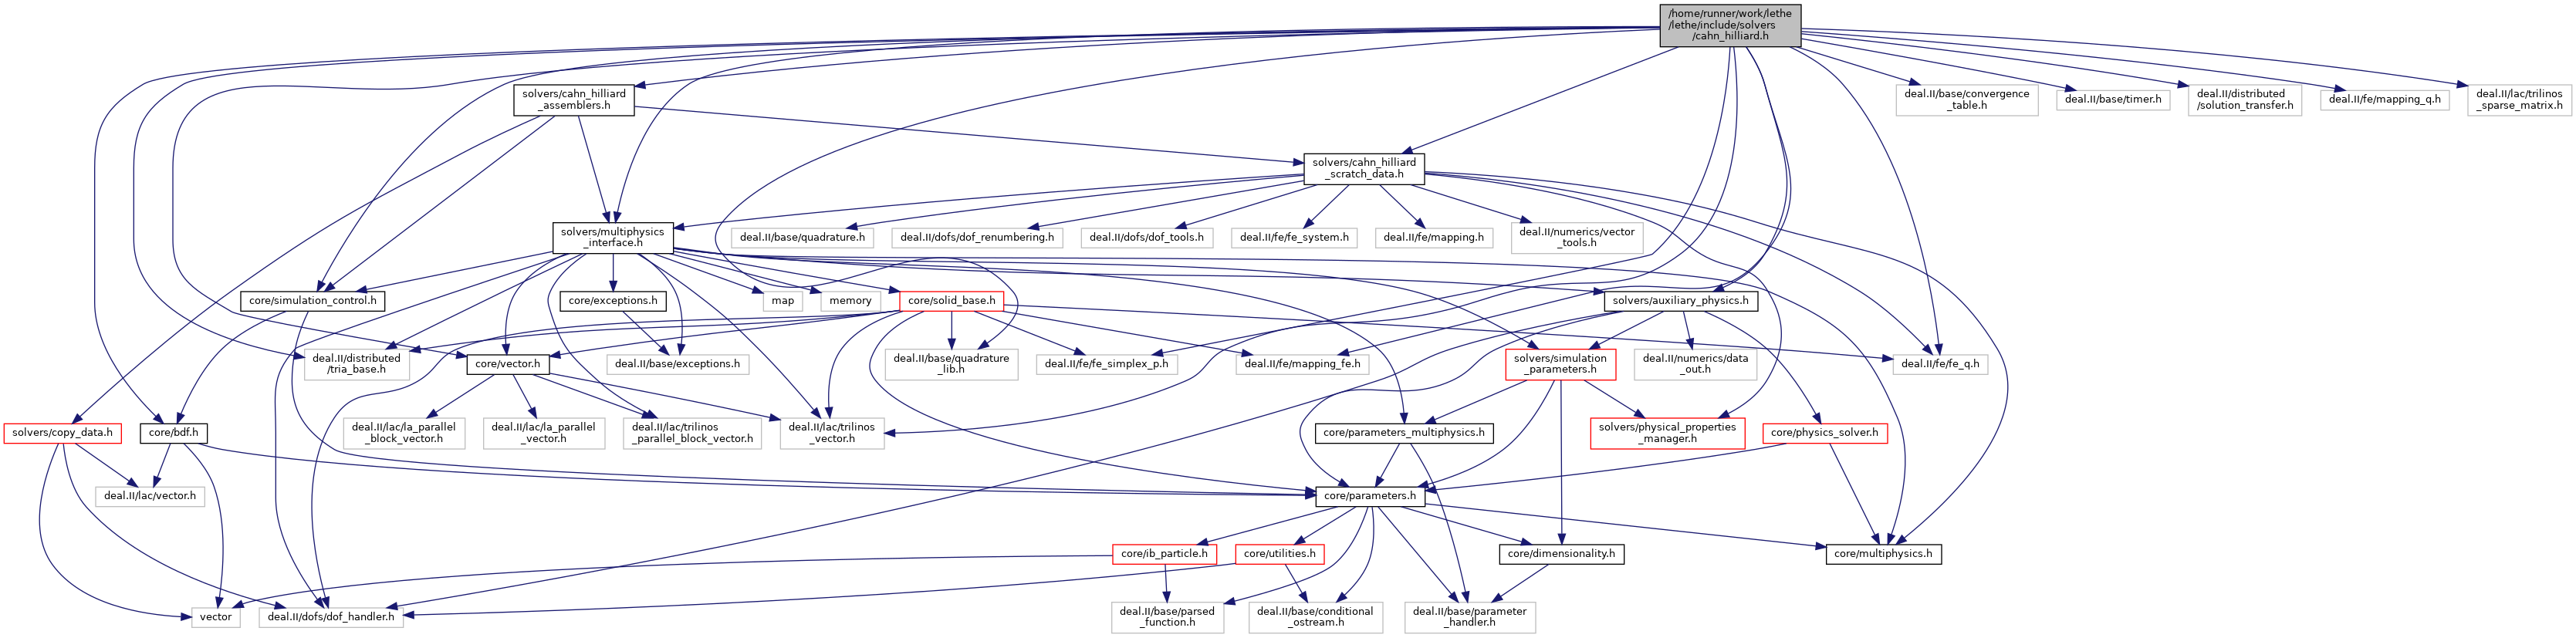 /home/runner/work/lethe
/lethe/include/solvers
/cahn_hilliard.h
solvers/cahn_hilliard
_assemblers.h
deal.II/base/convergence
_table.h
deal.II/base/timer.h
deal.II/distributed
/solution_transfer.h
deal.II/fe/mapping_q.h
deal.II/lac/trilinos
_sparse_matrix.h
solvers/cahn_hilliard
_scratch_data.h
solvers/multiphysics
_interface.h
deal.II/base/quadrature.h
deal.II/dofs/dof_renumbering.h
deal.II/dofs/dof_tools.h
deal.II/fe/fe_system.h
deal.II/fe/mapping.h
deal.II/numerics/vector
_tools.h
core/simulation_control.h
core/exceptions.h
map
memory
core/solid_base.h
solvers/auxiliary_physics.h
deal.II/distributed
/tria_base.h
core/vector.h
deal.II/base/exceptions.h
deal.II/base/quadrature
_lib.h
deal.II/fe/fe_simplex_p.h
deal.II/fe/mapping_fe.h
solvers/simulation
_parameters.h
deal.II/numerics/data
_out.h
deal.II/fe/fe_q.h
solvers/copy_data.h
core/bdf.h
deal.II/lac/la_parallel
_block_vector.h
deal.II/lac/la_parallel
_vector.h
deal.II/lac/trilinos
_parallel_block_vector.h
deal.II/lac/trilinos
_vector.h
core/parameters_multiphysics.h
solvers/physical_properties
_manager.h
core/physics_solver.h
deal.II/lac/vector.h
core/parameters.h
core/ib_particle.h
core/utilities.h
core/dimensionality.h
core/multiphysics.h
vector
deal.II/dofs/dof_handler.h
deal.II/base/parsed
_function.h
deal.II/base/conditional
_ostream.h
deal.II/base/parameter
_handler.h